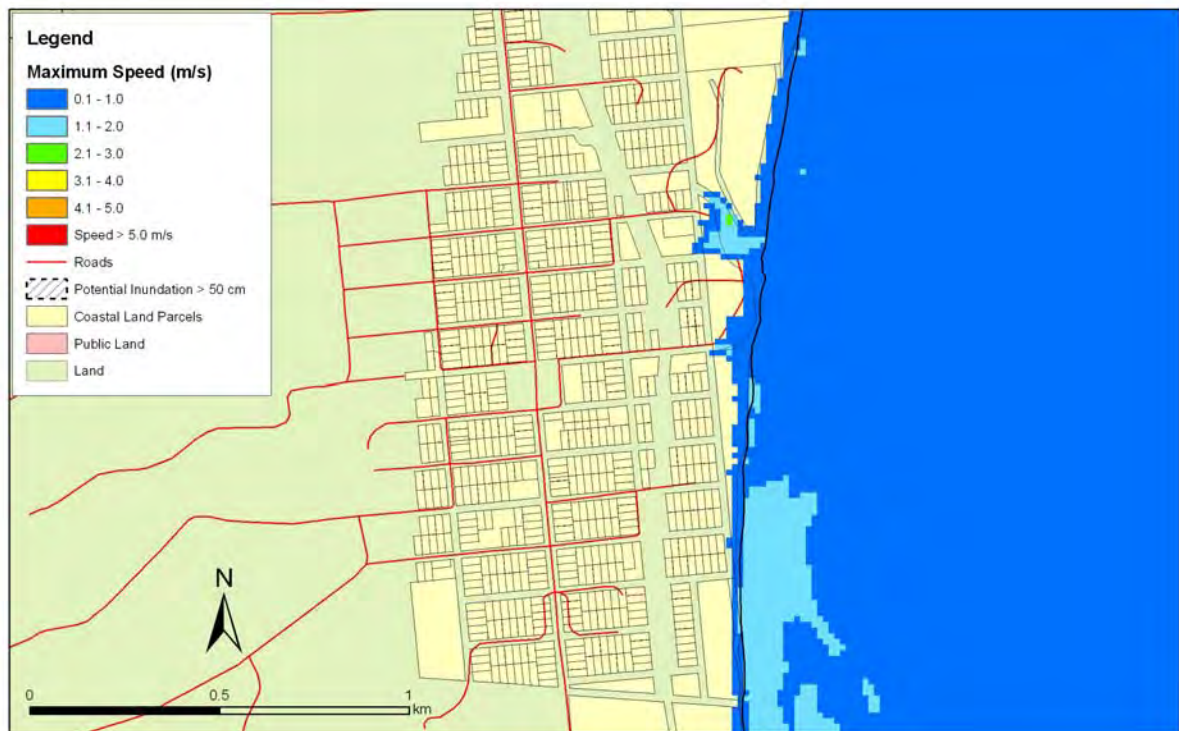 Legend
Maximum Speed (m/s)
0.1 - 1.0
1.1 - 2.0
2.1 - 3.0
3.1 - 4.0
4.1 - 5.0
Speed > 5.0 m/s
Roads
Potential Inundation > 50 cm
Coastal Land Parcels
Public Land
Land
N
0 0.5 1
km